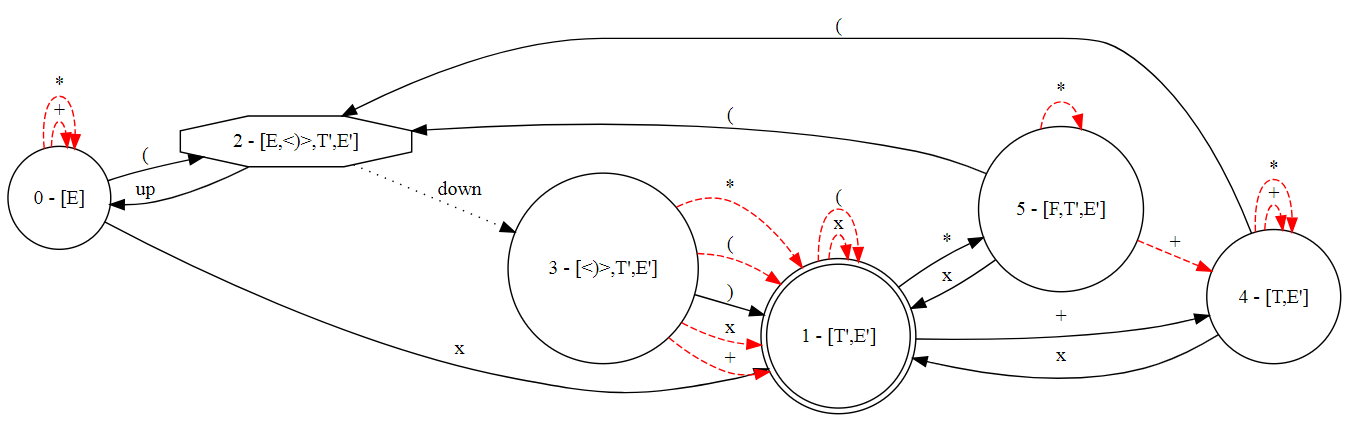 (
*
+
0 - [E]
(
up
2 - [E,<)>,T',E']
(
down
x
3 - [<)>,T',E']
*
(
)
x
+
(
x
1 - [T',E']
*
x
+
x
*
5 - [F,T',E']
+
*
+
4 - [T,E']